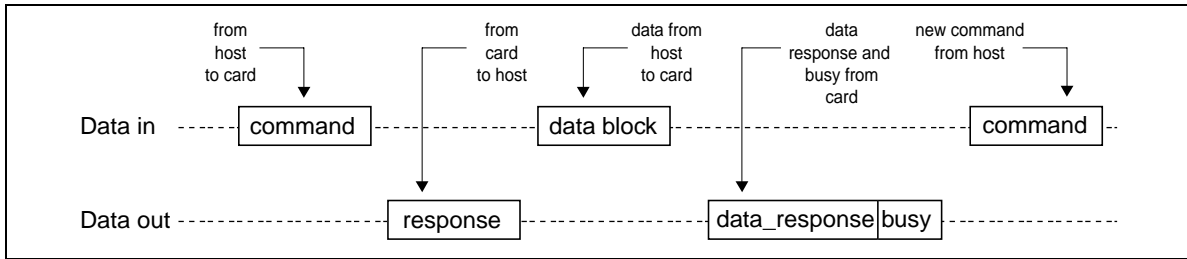 from
host
to card
from
card
to host
data from
host
to card
data
response and
busy from
card
new command
from host
Data in
command
data block
command
Data out
response
data_response
busy